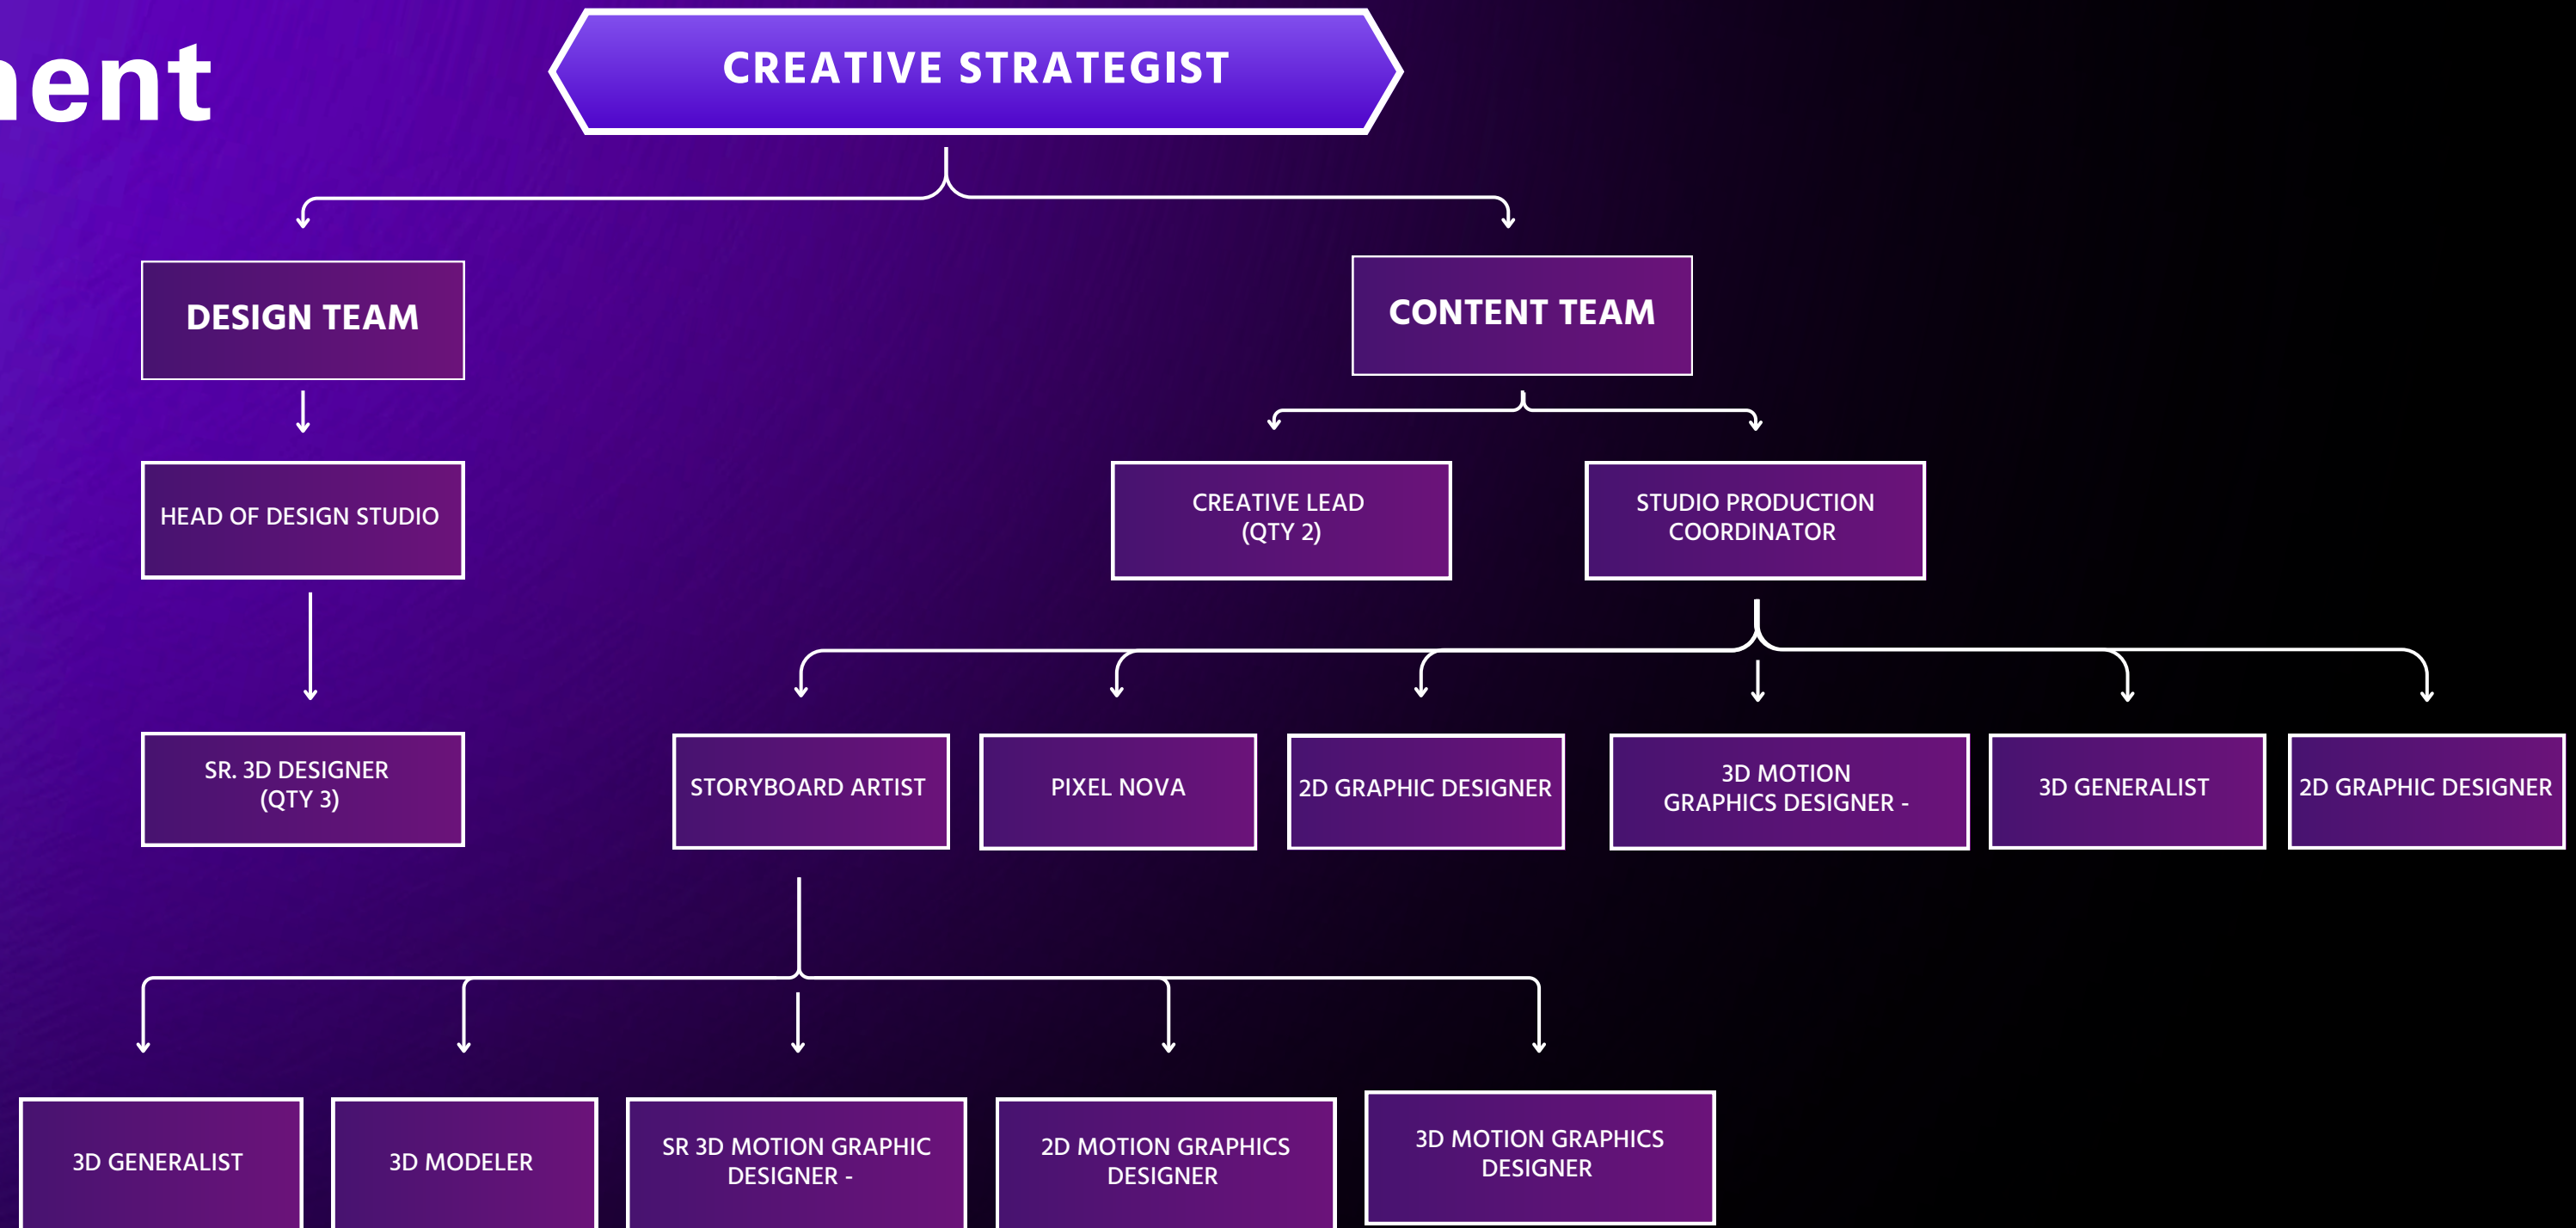 CREATIVE STRATEGIST
DESIGN TEAM
CONTENT TEAM
HEAD OF DESIGN STUDIO
CREATIVE LEAD
(QTY 2)
STUDIO PRODUCTION
COORDINATOR
SR. 3D DESIGNER
(QTY 3)
STORYBOARD ARTIST
PIXEL NOVA
2D GRAPHIC DESIGNER
3D MOTION
GRAPHICS DESIGNER -
3D GENERALIST
2D GRAPHIC DESIGNER
3D GENERALIST
3D MODELER
SR 3D MOTION GRAPHIC
DESIGNER -
2D MOTION GRAPHICS
DESIGNER
3D MOTION GRAPHICS
DESIGNER